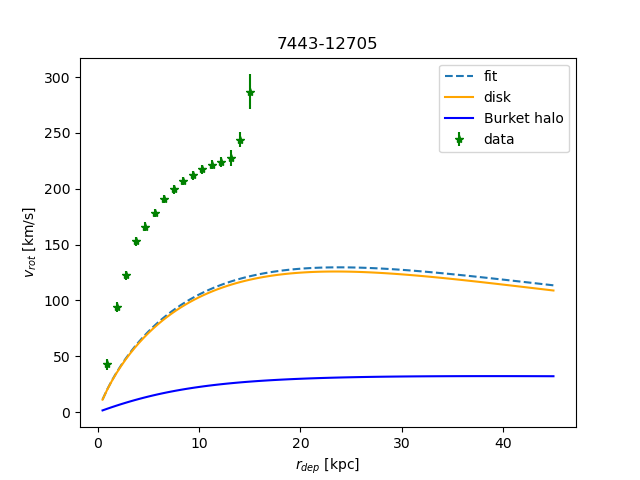 7443-12705
fit
disk
Burket halo
data
300
250
200
150
100
50
0
v_rot [km/s]
0 10 20 30 40
r_dep [kpc]